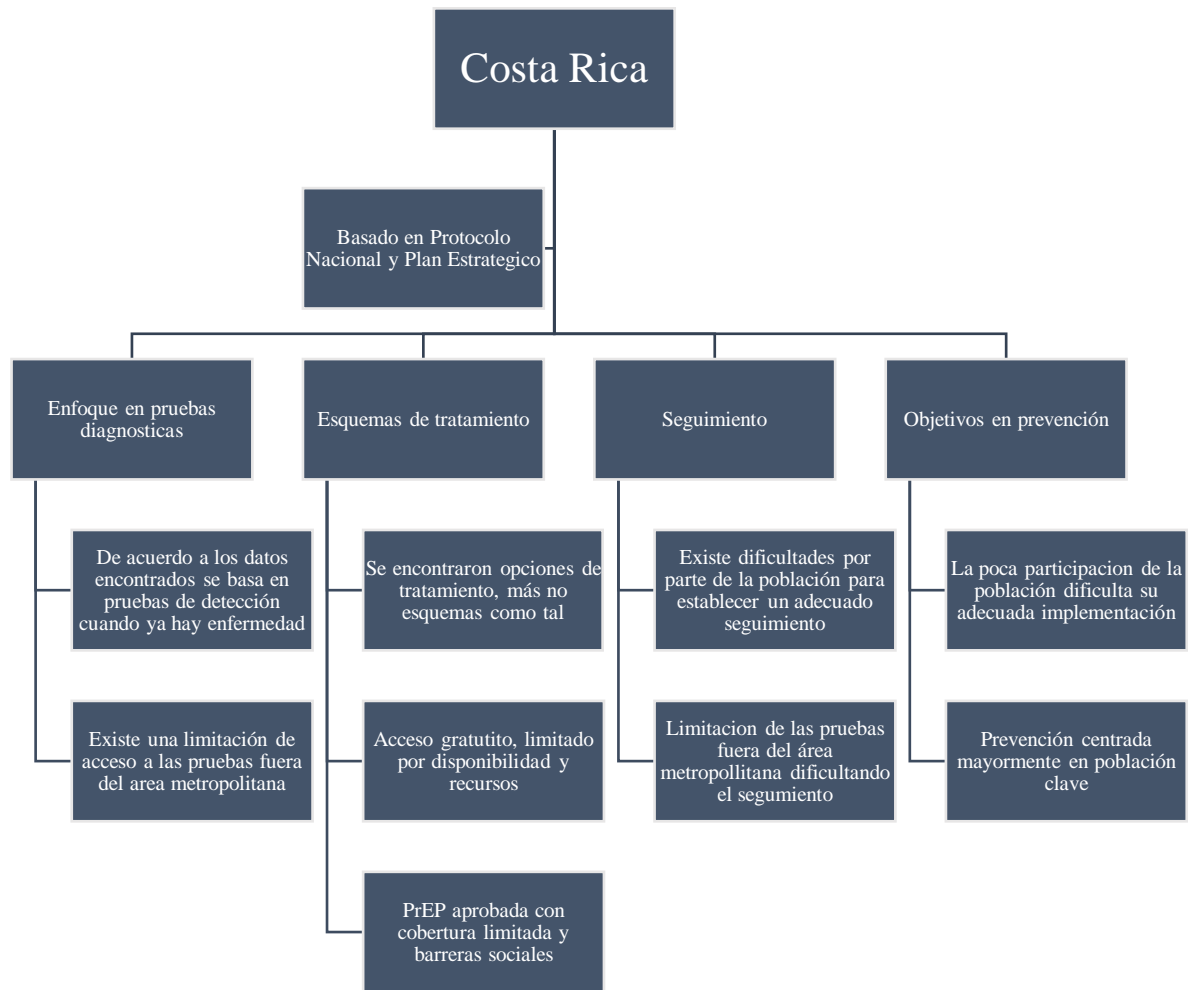 Costa Rica
Basado en Protocolo
Nacional y Plan Estrategico
Enfoque en pruebas
diagnosticas
De acuerdo a los datos
encontrados se basa en
pruebas de detección
cuando ya hay enfermedad
Existe una limitación de
acceso a las pruebas fuera
del area metropolitana
Esquemas de tratamiento
Se encontraron opciones de
tratamiento, más no
esquemas como tal
Acceso gratutito, limitado
por disponibilidad y
recursos
PrEP aprobada con
cobertura limitada y
barreras sociales
Seguimiento
Existe dificultades por
parte de la población para
establecer un adecuado
seguimiento
Limitacion de las pruebas
fuera del área
metropollitana dificultando
el segumiento
Objetivos en prevención
La poca participacion de la
población dificulta su
adecuada implementación
Prevención centrada
mayormente en población
clave